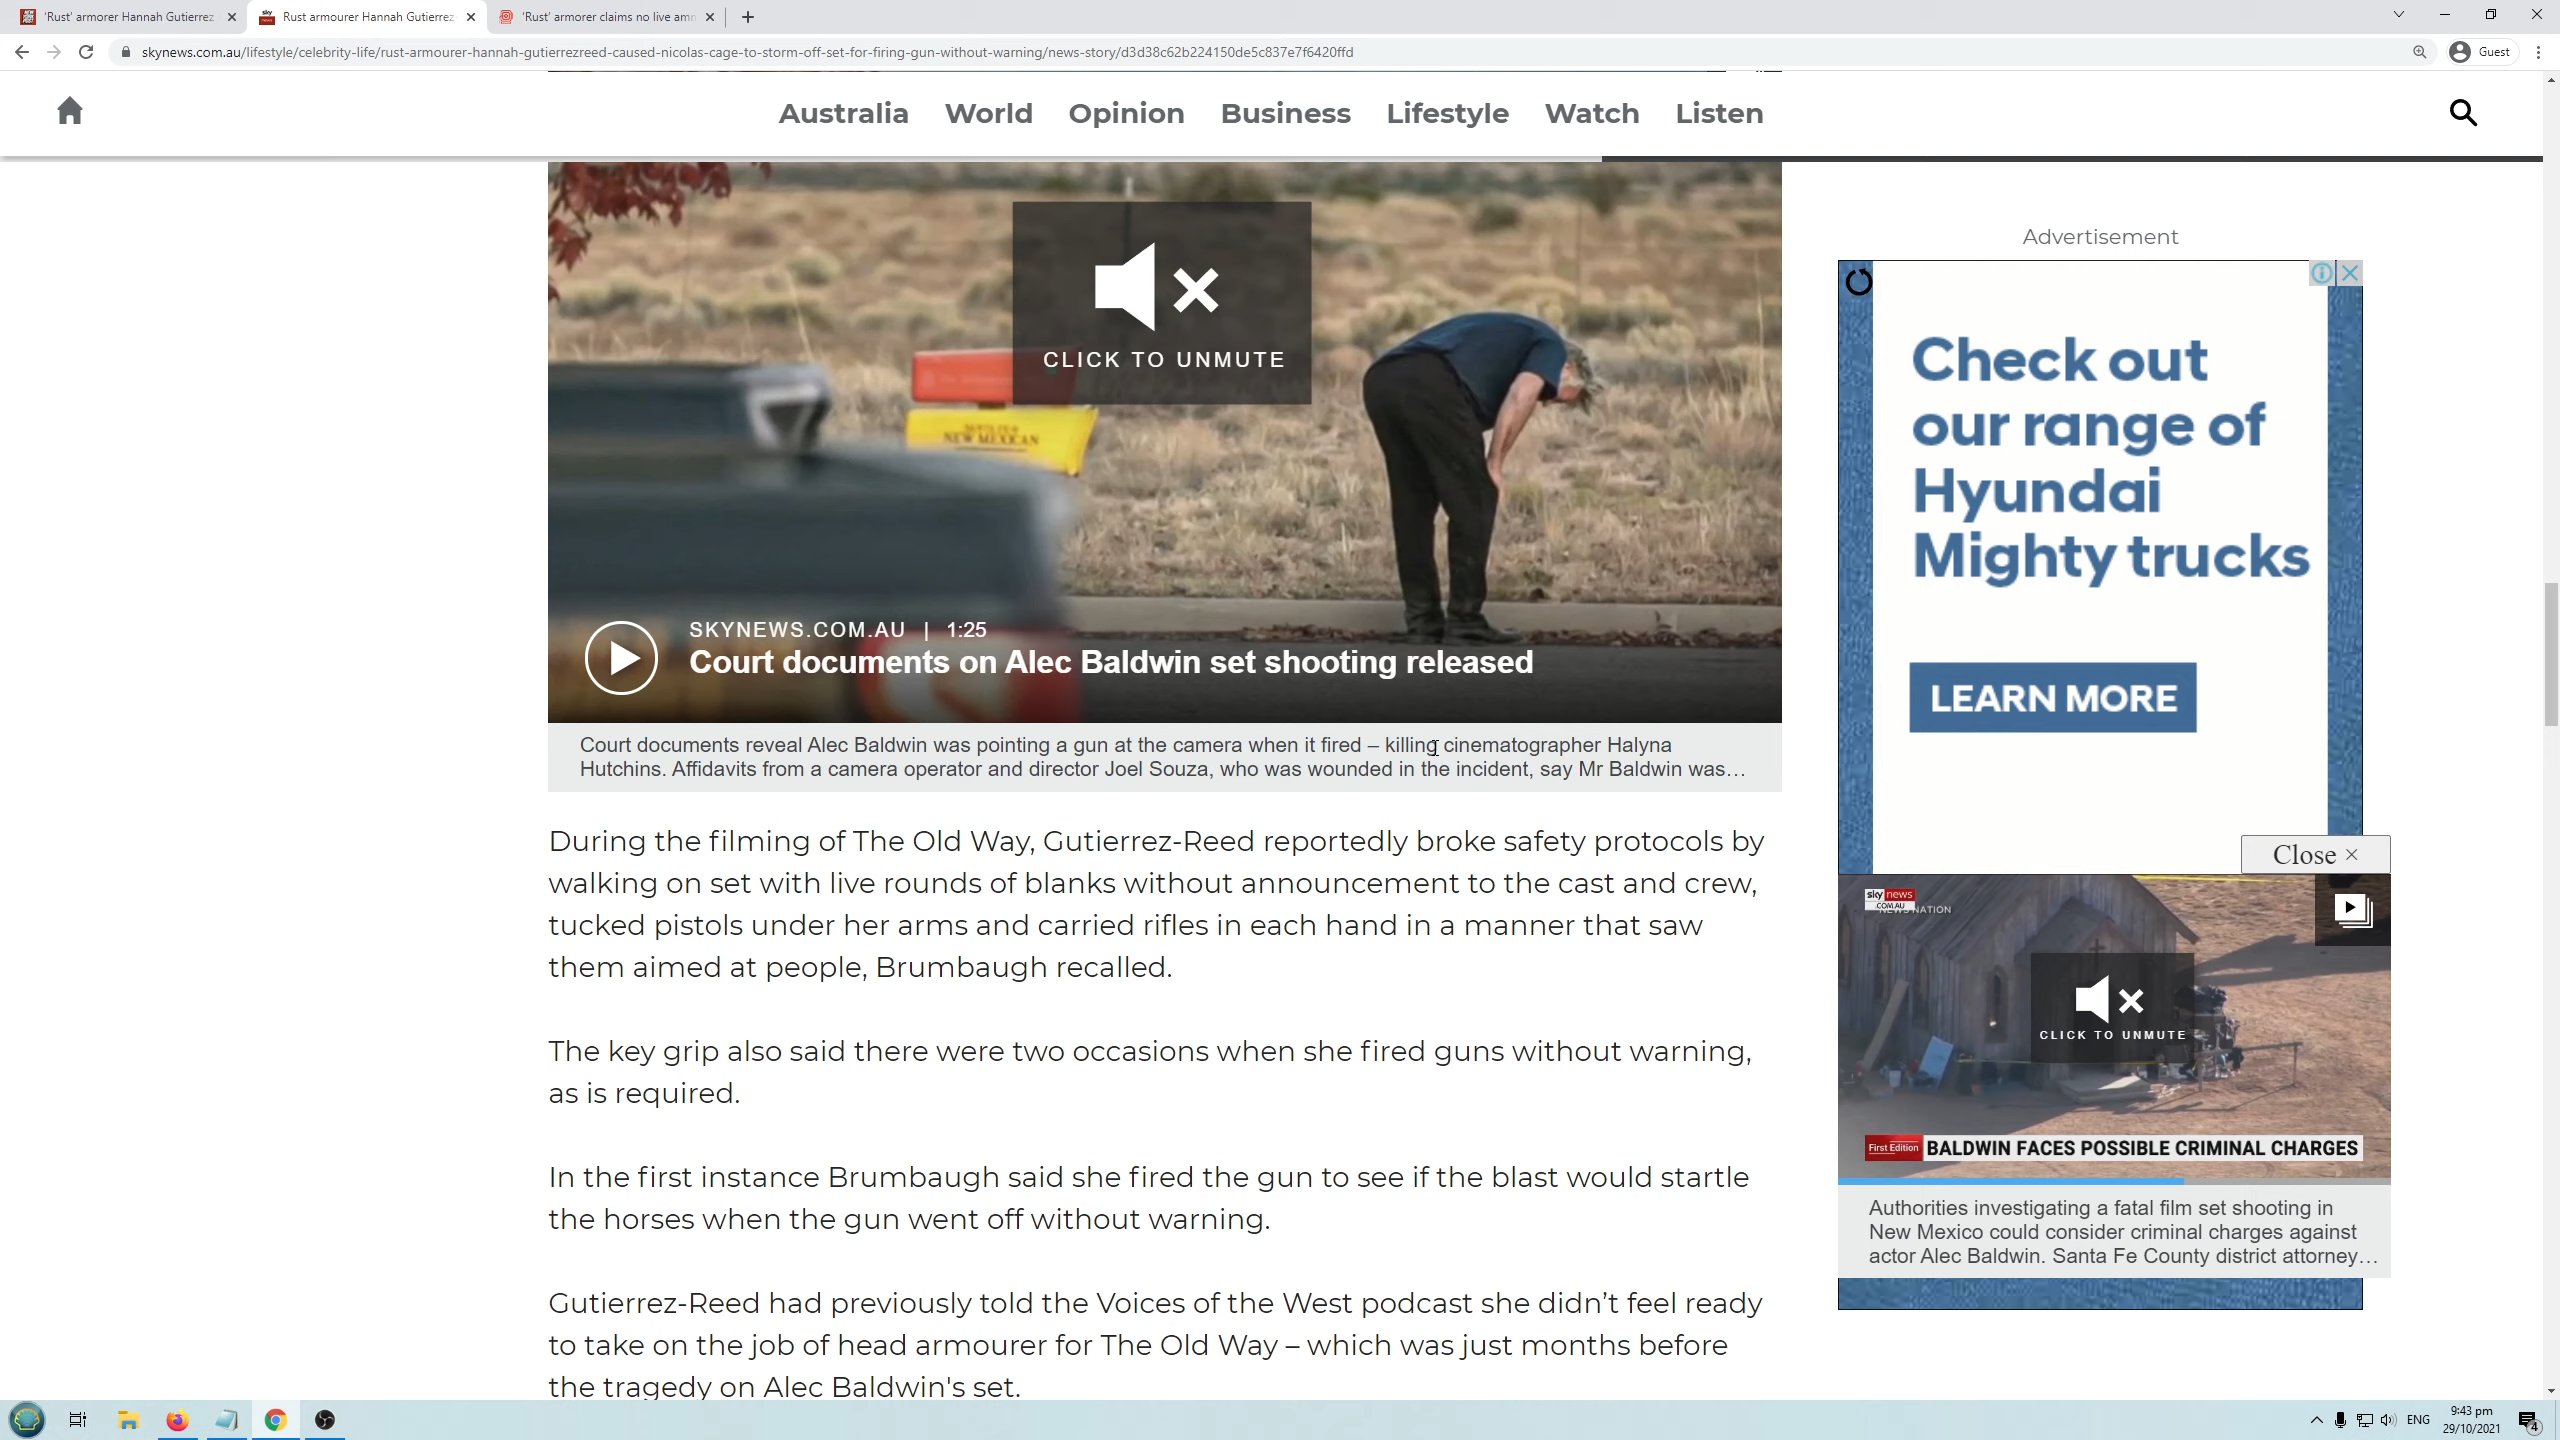 'Rust' armorer Hannah Gutierrez
Rust armourer Hannah Gutierrez-
'Rust' armorer claims no live amm
skynews.com.au/lifestyle/celebrity-life/rust-armourer-hannah-gutierrezreed-caused-nicolas-cage-to-storm-off-set-for-firing-gun-without-warning/news-story/d3d38c62b224150de5c837e7f6420ffd
Guest
Australia World Opinion Business Lifestyle Watch Listen
CLICK TO UNMUTE
NEW MEXICAN
SKYNEWS.COM.AU | 1:25
Court documents on Alec Baldwin set shooting released
Court documents reveal Alec Baldwin was pointing a gun at the camera when it fired – killing cinematographer Halyna
Hutchins. Affidavits from a camera operator and director Joel Souza, who was wounded in the incident, say Mr Baldwin was…
During the filming of The Old Way, Gutierrez-Reed reportedly broke safety protocols by
walking on set with live rounds of blanks without announcement to the cast and crew,
tucked pistols under her arms and carried rifles in each hand in a manner that saw
them aimed at people, Brumbaugh recalled.
The key grip also said there were two occasions when she fired guns without warning,
as is required.
In the first instance Brumbaugh said she fired the gun to see if the blast would startle
the horses when the gun went off without warning.
Gutierrez-Reed had previously told the Voices of the West podcast she didn't feel ready
to take on the job of head armourer for The Old Way – which was just months before
the tragedy on Alec Baldwin's set.
Advertisement
Check out
our range of
Hyundai
Mighty trucks
LEARN MORE
Close ×
sky news
.COM.AU
NEWS NATION
CLICK TO UNMUTE
First Edition
BALDWIN FACES POSSIBLE CRIMINAL CHARGES
Authorities investigating a fatal film set shooting in
New Mexico could consider criminal charges against
actor Alec Baldwin. Santa Fe County district attorney…
ENG
9:43 pm
29/10/2021
4